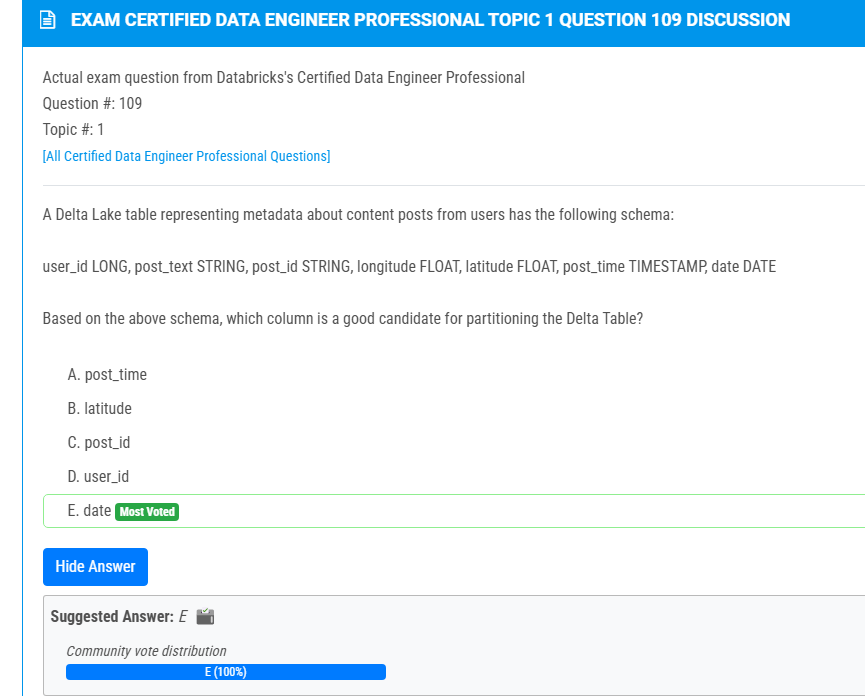 EXAM CERTIFIED DATA ENGINEER PROFESSIONAL TOPIC 1 QUESTION 109 DISCUSSION
Actual exam question from Databricks's Certified Data Engineer Professional
Question #: 109
Topic #: 1
[All Certified Data Engineer Professional Questions]
A Delta Lake table representing metadata about content posts from users has the following schema:
user_id LONG, post_text STRING, post_id STRING, longitude FLOAT, latitude FLOAT, post_time TIMESTAMP, date DATE
Based on the above schema, which column is a good candidate for partitioning the Delta Table?
A. post_time
B. latitude
C. post_id
D. user_id
E. date Most Voted
Hide Answer
Suggested Answer: E
Community vote distribution
E (100%)